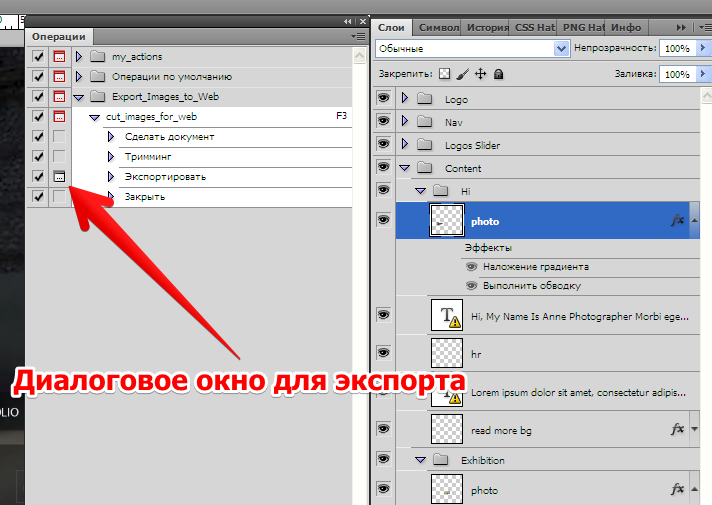 Операции
my_actions
Операции по умолчанию
Export_Images_to_Web
cut_images_for_web F3
Сделать документ
Тримминг
Экспортировать
Закрыть
Диалоговое окно для экспорта
OLIO
Слои Символ История CSS Hat PNG Hat Инфо
Обычные Непрозрачность: 100%
Закрепить: Заливка: 100%
Logo
Nav
Logos Slider
Content
Hi
photo fx
Эффекты
Наложение градиента
Выполнить обводку
T Hi, My Name Is Anne Photographer Morbi ege...
hr
Lorem ipsum dolor sit amet, consectetur adipis...
read more bg fx
Exhibition
photo fx